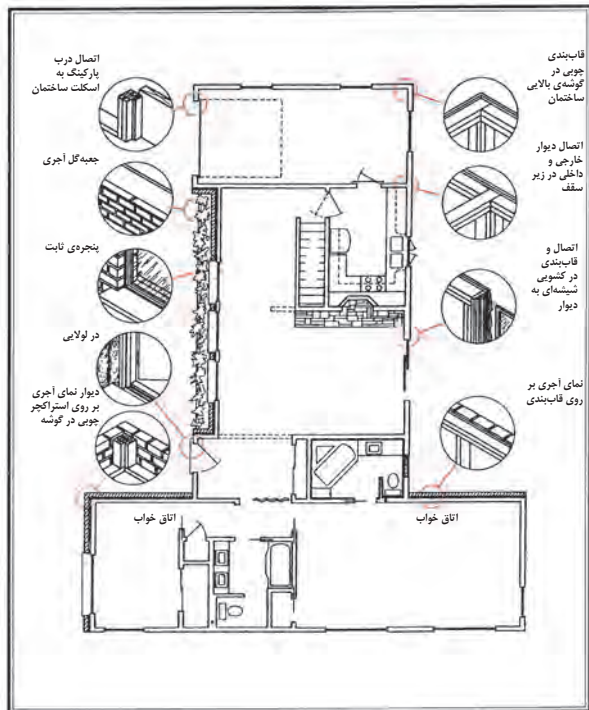 قاب‌بندی
چوبی در
گوشه‌ی بالایی
ساختمان
اتصال دیوار
خارجی و
داخلی در زیر
سقف
اتصال و
قاب‌بندی
در کشویی
شیشه‌ای به
دیوار
نمای آجری بر
روی قاب‌بندی
اتصال درب
پارکینگ به
اسکلت ساختمان
جعبه‌گل آجری
پنجره‌ی ثابت
در لولایی
دیوار نمای آجری
بر روی استراکچر
چوبی در گوشه
اتاق خواب
اتاق خواب